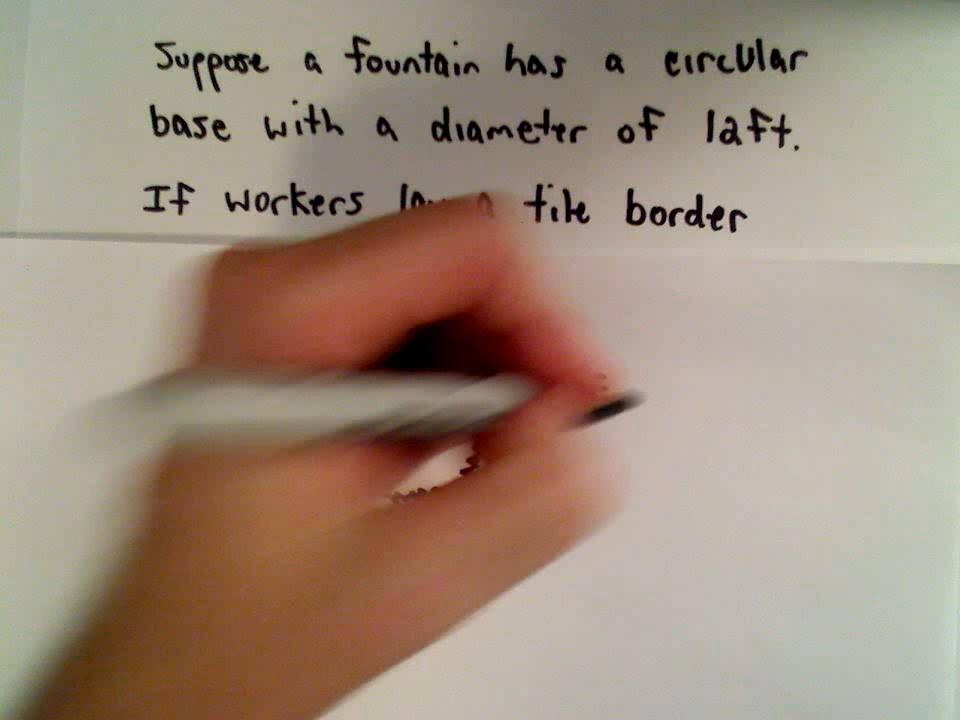 Suppose a fountain has a circular
base with a diameter of 12ft.
If workers tile border